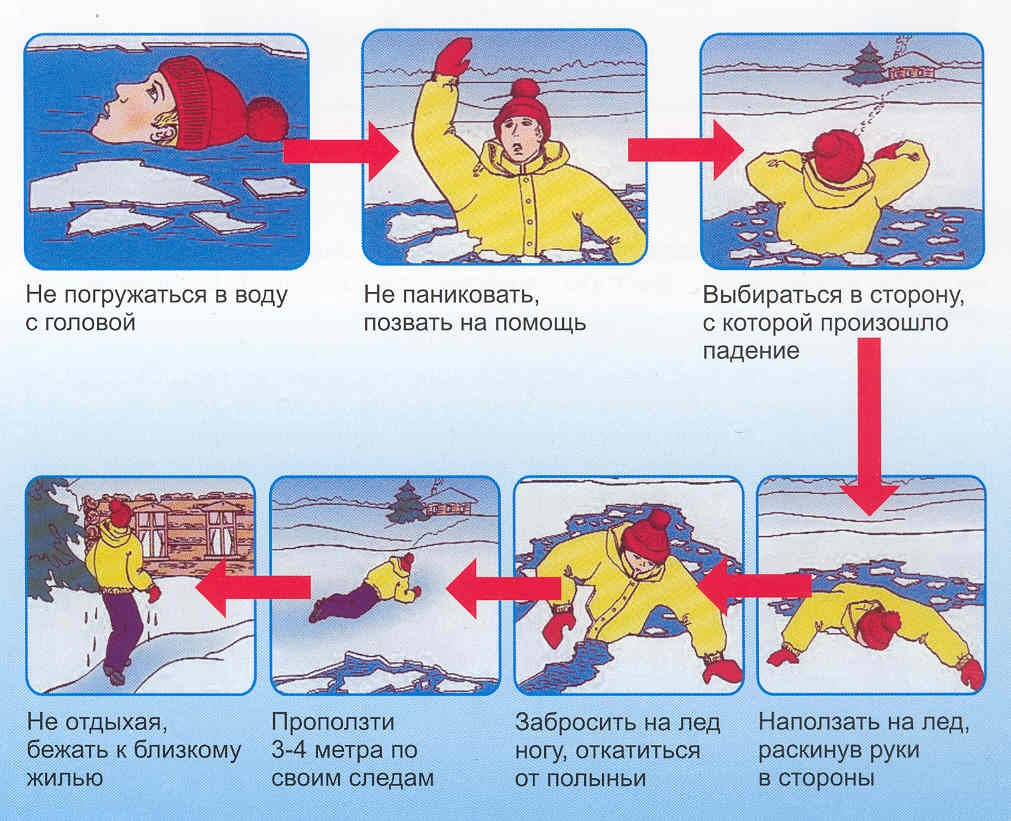 Не погружаться в воду
с головой
Не паниковать,
позвать на помощь
Выбираться в сторону,
с которой произошло
падение
Наползать на лед,
раскинув руки
в стороны
Забросить на лед
ногу, откатиться
от полыньи
Проползти
3-4 метра по
своим следам
Не отдыхая,
бежать к близкому
жилью